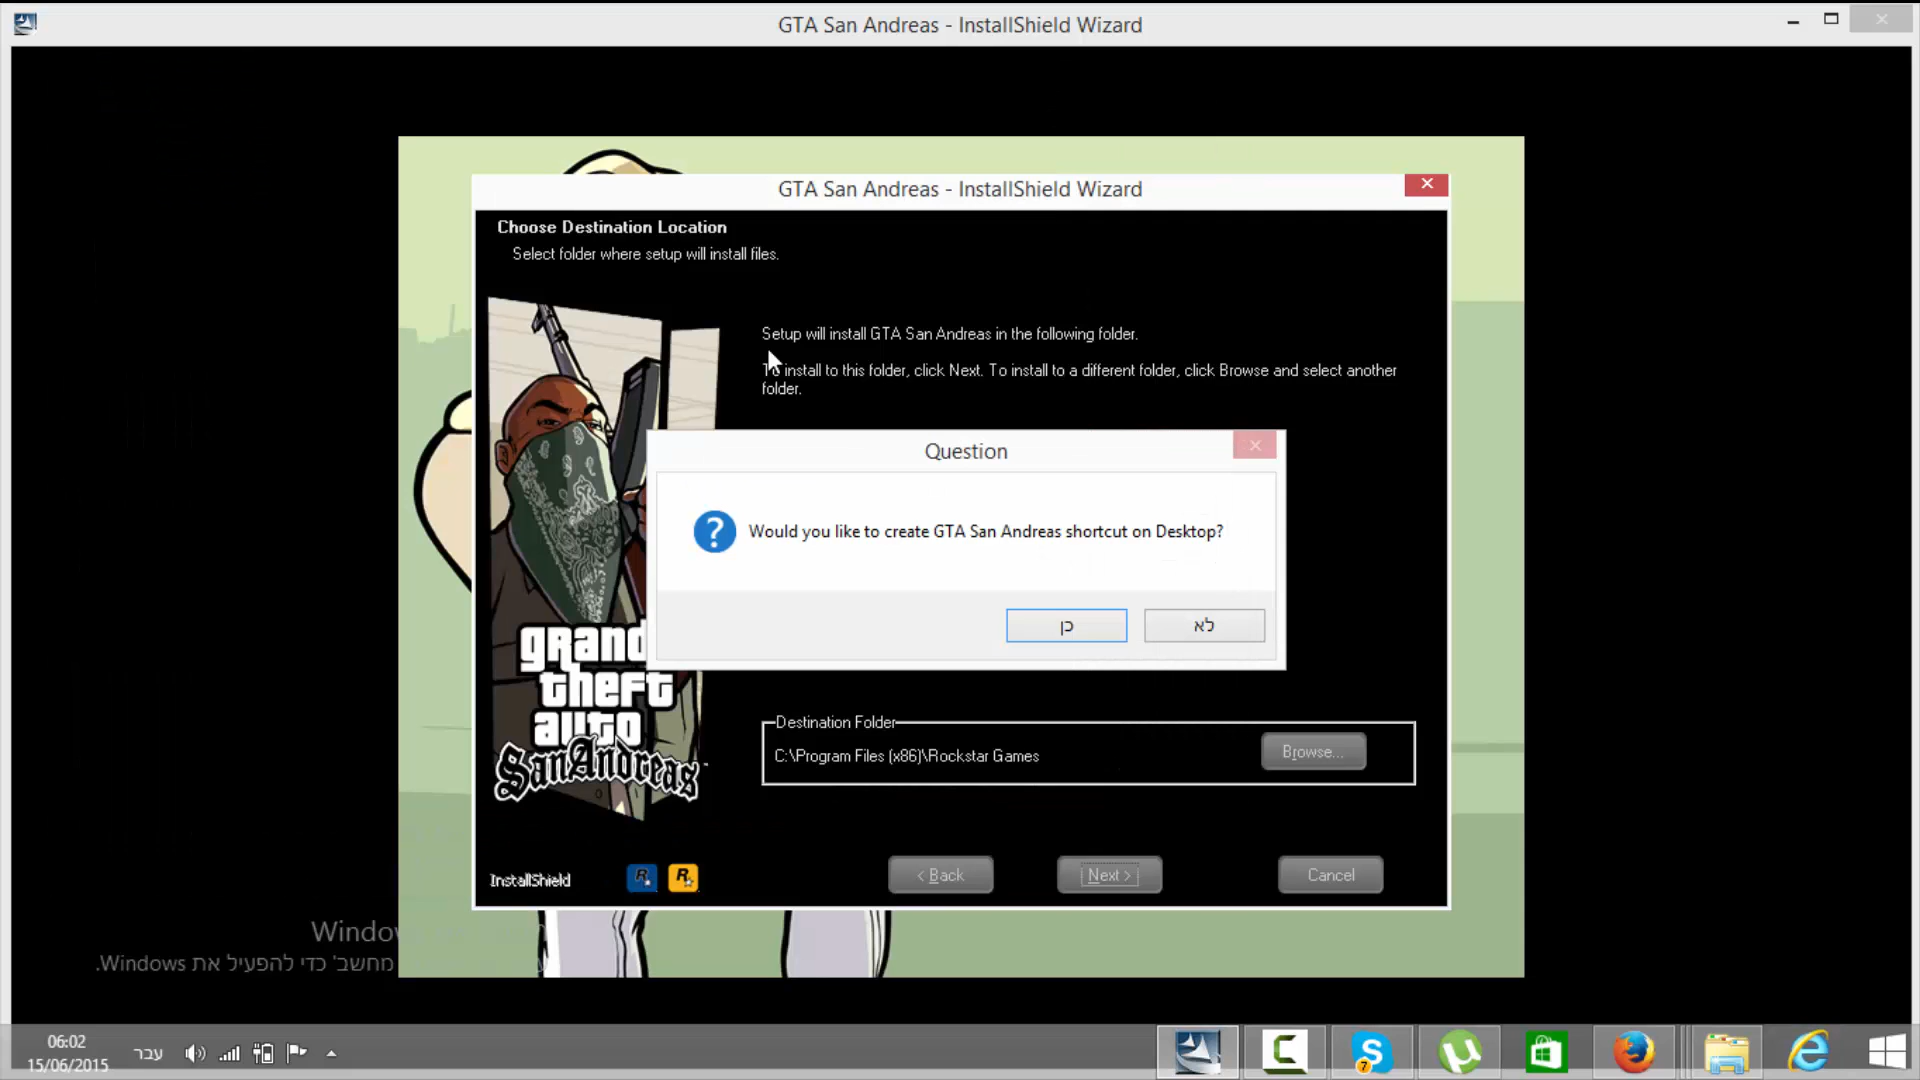 GTA San Andreas - InstallShield Wizard
GTA San Andreas - InstallShield Wizard
Choose Destination Location
Select folder where setup will install files.
Setup will install GTA San Andreas in the following folder.
To install to this folder, click Next. To install to a different folder, click Browse and select another
folder.
Question
Would you like to create GTA San Andreas shortcut on Desktop?
כן
לא
grand
theft
auto
San Andreas
Destination Folder
C:\Program Files (x86)\Rockstar Games
Browse...
InstallShield
< Back
Next >
Cancel
Windows
מחשב' כדי להפעיל את Windows.
06:02
15/06/2015
עבר
7